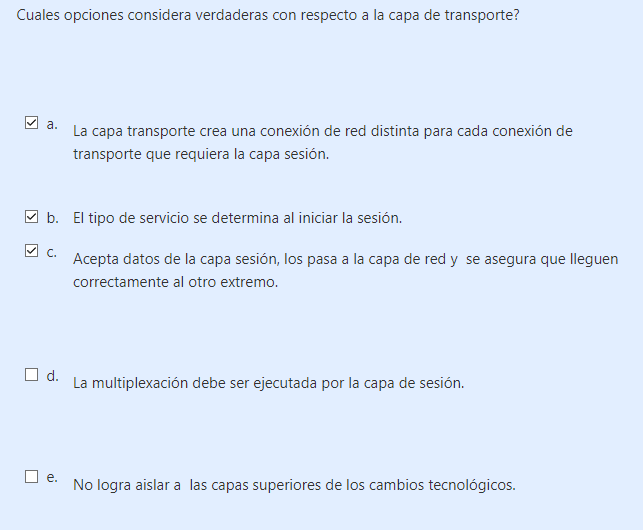 Cuales opciones considera verdaderas con respecto a la capa de transporte?
a. La capa transporte crea una conexión de red distinta para cada conexión de
transporte que requiera la capa sesión.
b. El tipo de servicio se determina al iniciar la sesión.
c. Acepta datos de la capa sesión, los pasa a la capa de red y se asegura que lleguen
correctamente al otro extremo.
d. La multiplexación debe ser ejecutada por la capa de sesión.
e. No logra aislar a las capas superiores de los cambios tecnológicos.